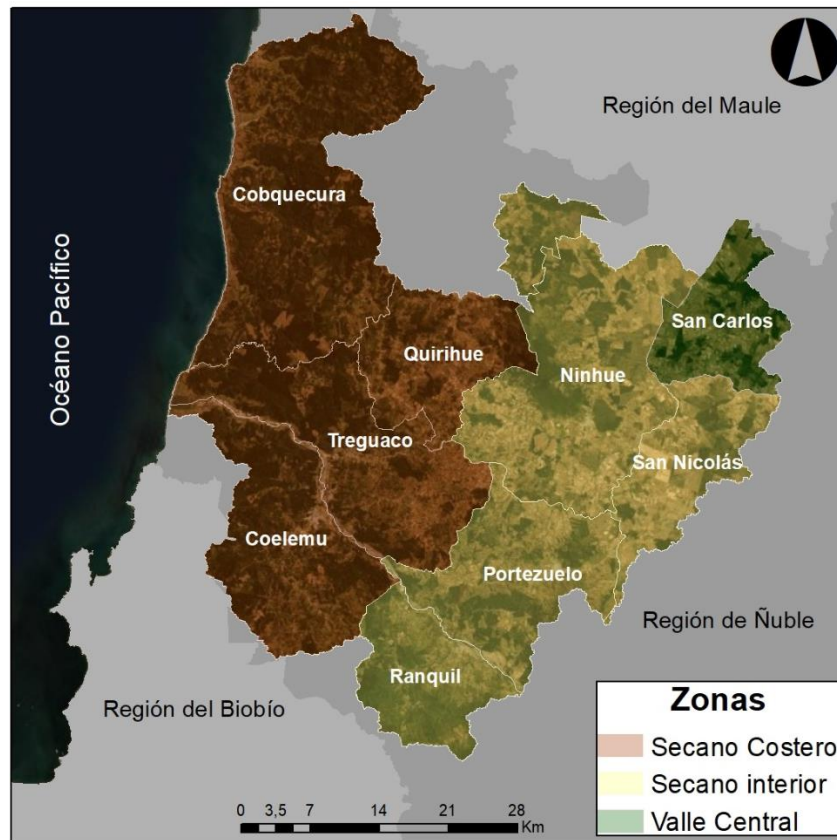 Región del Maule
Cobquecura
Océano Pacífico
San Carlos
Quirihue
Ninhue
Treguaco
San Nicolás
Coelemu
Portezuelo
Región de Ñuble
Ranquil
Región del Biobío
Zonas
Secano Costero
Secano interior
Valle Central
0 3,5 7 14 21 28
Km